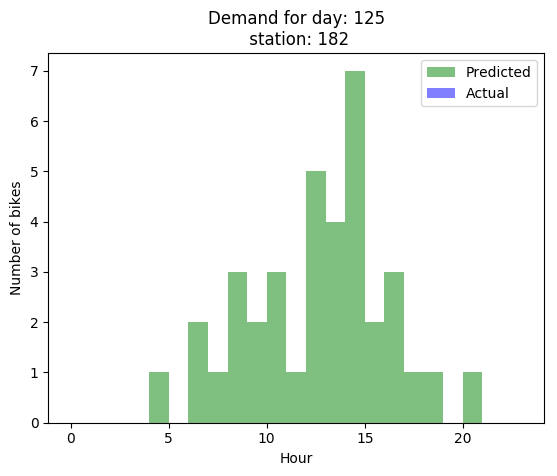 Demand for day: 125
station: 182
Predicted
Actual
Number of bikes
7
6
5
4
3
2
1
0
0 5 10 15 20
Hour